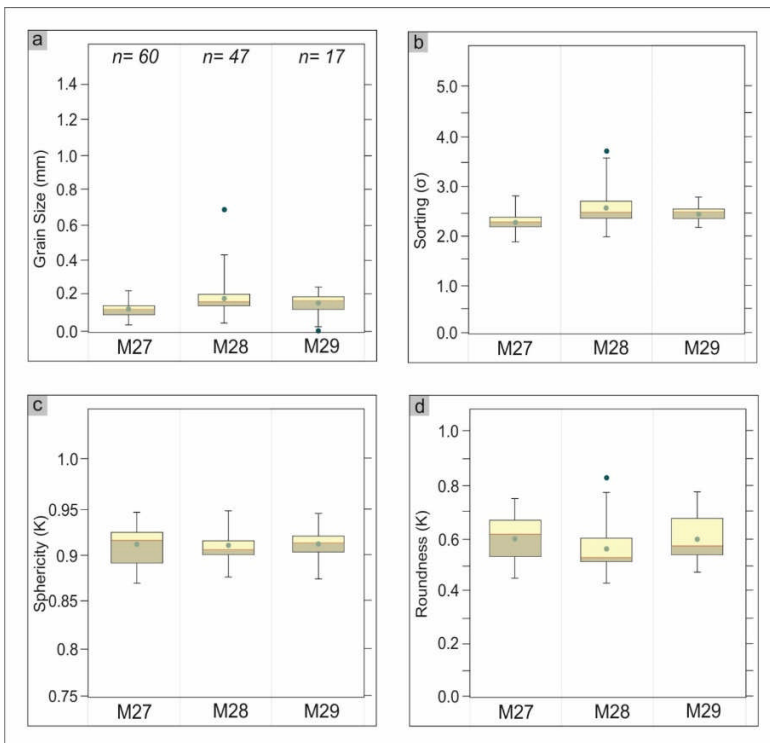 a
n= 60 n= 47 n= 17
Grain Size (mm)
1.4
1.2
1.0
0.8
0.6
0.4
0.2
0.0
M27 M28 M29
b
Sorting (σ)
5.0
4.0
3.0
2.0
1.0
0.0
M27 M28 M29
c
Sphericity (K)
1.0
0.95
0.9
0.85
0.8
0.75
M27 M28 M29
d
Roundness (K)
1.0
0.8
0.6
0.4
0.2
0.0
M27 M28 M29